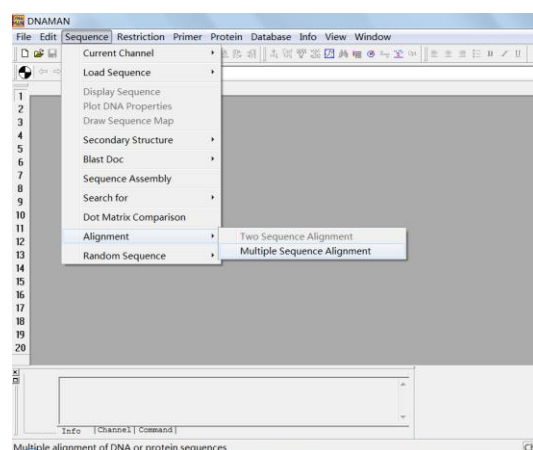 DNAMAN
File Edit Sequence Restriction Primer Protein Database Info View Window
Current Channel
Load Sequence
Display Sequence
Plot DNA Properties
Draw Sequence Map
Secondary Structure
Blast Doc
Sequence Assembly
Search for
Dot Matrix Comparison
Alignment
Two Sequence Alignment
Multiple Sequence Alignment
Random Sequence
1
2
3
4
5
6
7
8
9
10
11
12
13
14
15
16
17
18
19
20
Info | Channel | Command |
Multiple alignment of DNA or protein sequences